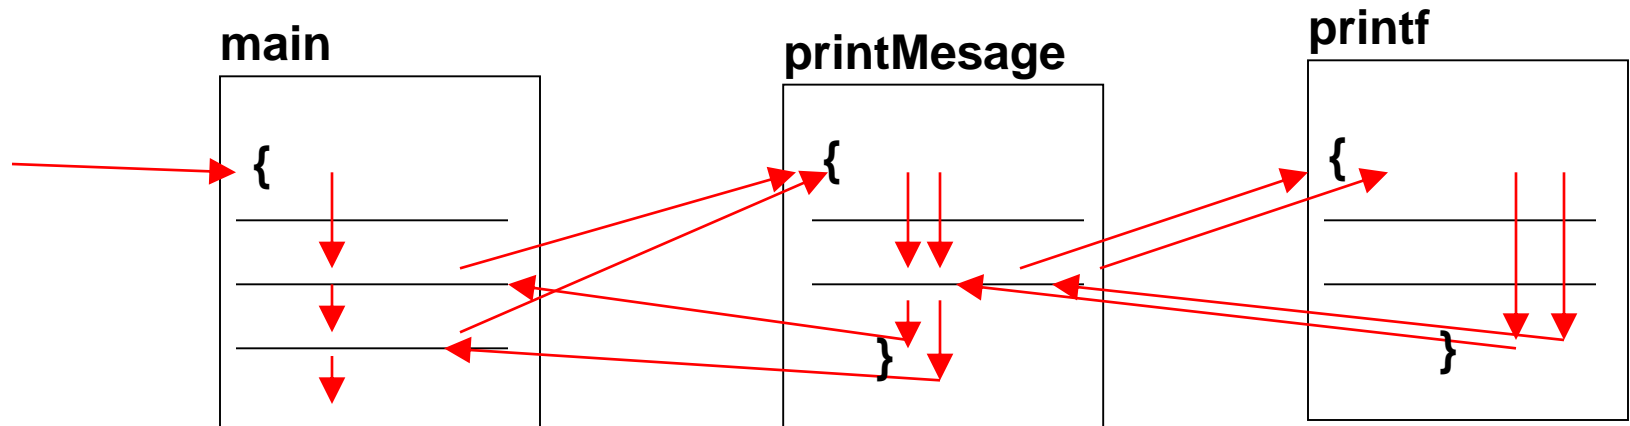 main
printMesage
printf
{
{
{
}
}